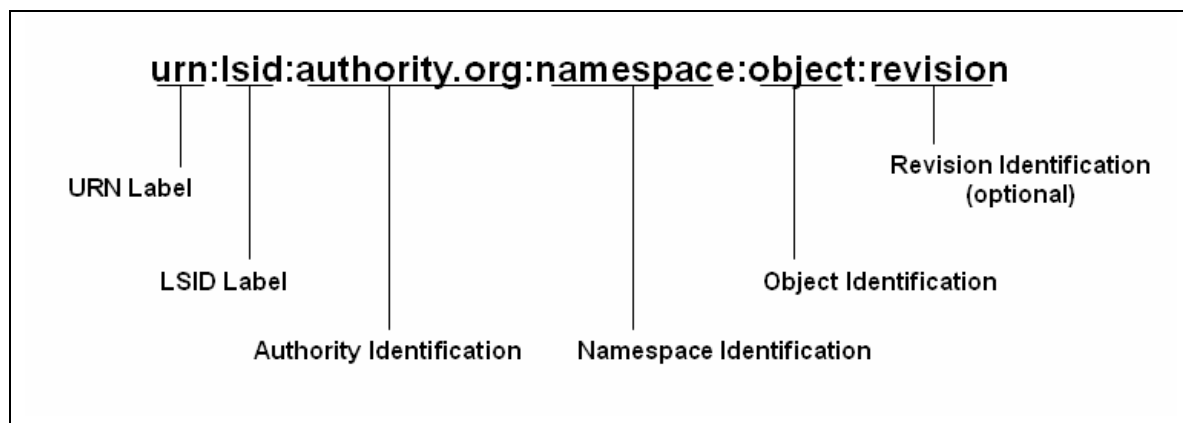 urn:lsid:authority.org:namespace:object:revision
URN Label
Revision Identification
(optional)
LSID Label
Object Identification
Authority Identification
Namespace Identification